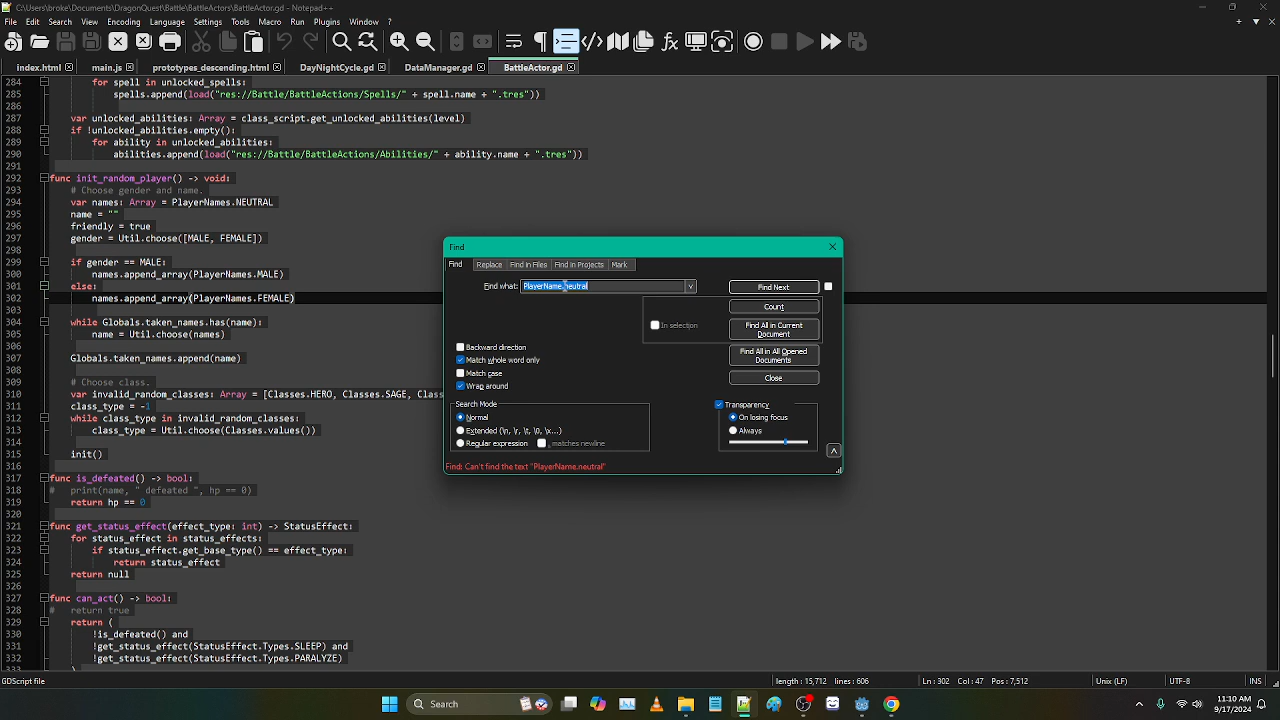 C:\Users\broke\Documents\DragonQuest\Battle\BattleActors\BattleActor.gd - Notepad++
File Edit Search View Encoding Language Settings Tools Macro Run Plugins Window ?
index.html main.js prototypes_descending.html DayNightCycle.gd DataManager.gd BattleActor.gd
284 for spell in unlocked_spells:
285 spells.append(load("res://Battle/BattleActions/Spells/" + spell.name + ".tres"))
286
287 var unlocked_abilities: Array = class_script.get_unlocked_abilities(level)
288 if !unlocked_abilities.empty():
289 for ability in unlocked_abilities:
290 abilities.append(load("res://Battle/BattleActions/Abilities/" + ability.name + ".tres"))
291
292 func init_random_player() -> void:
293 # Choose gender and name.
294 var names: Array = PlayerNames.NEUTRAL
295 name = ""
296 friendly = true
297 gender = Util.choose([MALE, FEMALE])
298
299 if gender == MALE:
300 names.append_array(PlayerNames.MALE)
301 else:
302 names.append_array(PlayerNames.FEMALE)
303
304 while Globals.taken_names.has(name):
305 name = Util.choose(names)
306
307 Globals.taken_names.append(name)
308
309 # Choose class.
310 var invalid_random_classes: Array = [Classes.HERO, Classes.SAGE, Class
311 class_type = -1
312 while class_type in invalid_random_classes:
313 class_type = Util.choose(Classes.values())
314
315 init()
316
317 func is_defeated() -> bool:
318 # print(name, " defeated ", hp == 0)
319 return hp == 0
320
321 func get_status_effect(effect_type: int) -> StatusEffect:
322 for status_effect in status_effects:
323 if status_effect.get_base_type() == effect_type:
324 return status_effect
325 return null
326
327 func can_act() -> bool:
328 # return true
329 return (
330 !is_defeated() and
331 !get_status_effect(StatusEffect.Types.SLEEP) and
332 !get_status_effect(StatusEffect.Types.PARALYZE)
333 )
Find
Find Replace Find in Files Find in Projects Mark
Find what: PlayerName.neutral Find Next
Count
In selection
Find All in Current Document
Backward direction
Find All in All Opened Documents
Match whole word only
Match case
Close
Wrap around
Search Mode
Transparency
Normal
On losing focus
Extended (\n, \r, \t, \0, \x...)
Always
Regular expression . matches newline
Find: Can't find the text "PlayerName.neutral"
GDScript file length : 15,712 lines : 606 Ln : 302 Col : 47 Pos : 7,512 Unix (LF) UTF-8 INS
Search
11:10 AM
9/7/2024